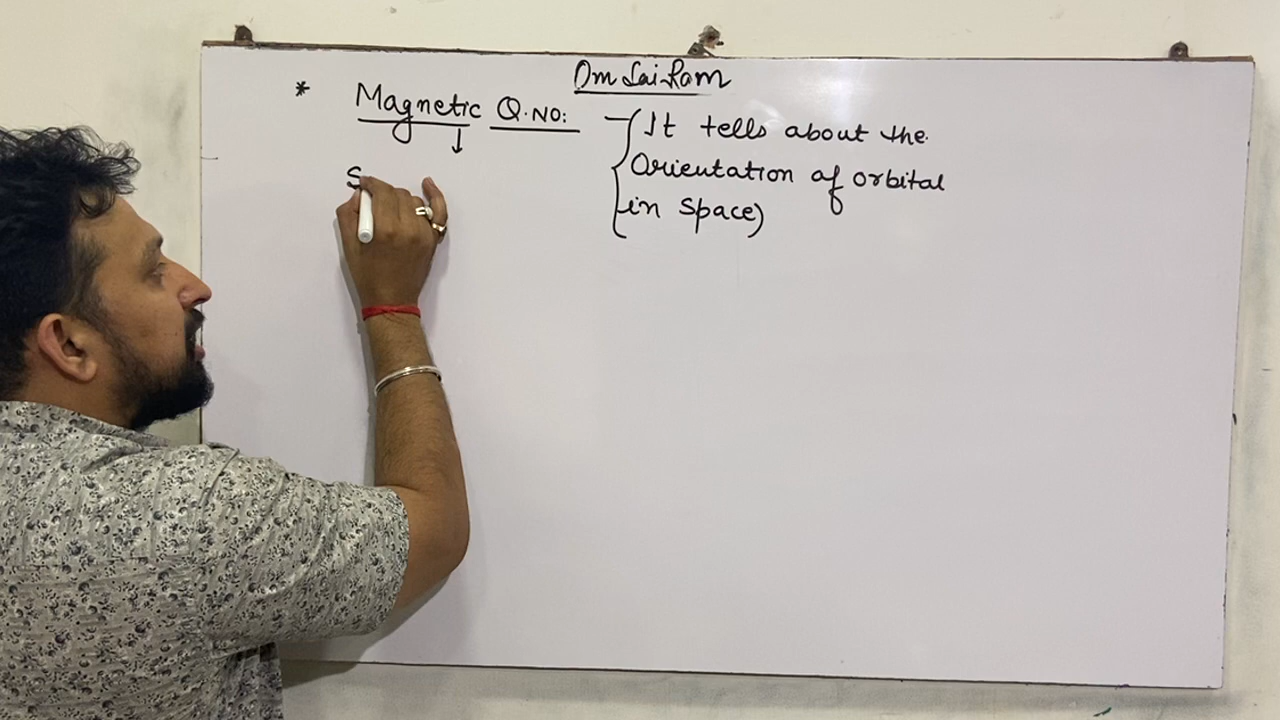 Om Sai Ram
* Magnetic Q.NO:
{It tells about the
Orientation of orbital
in space)
S